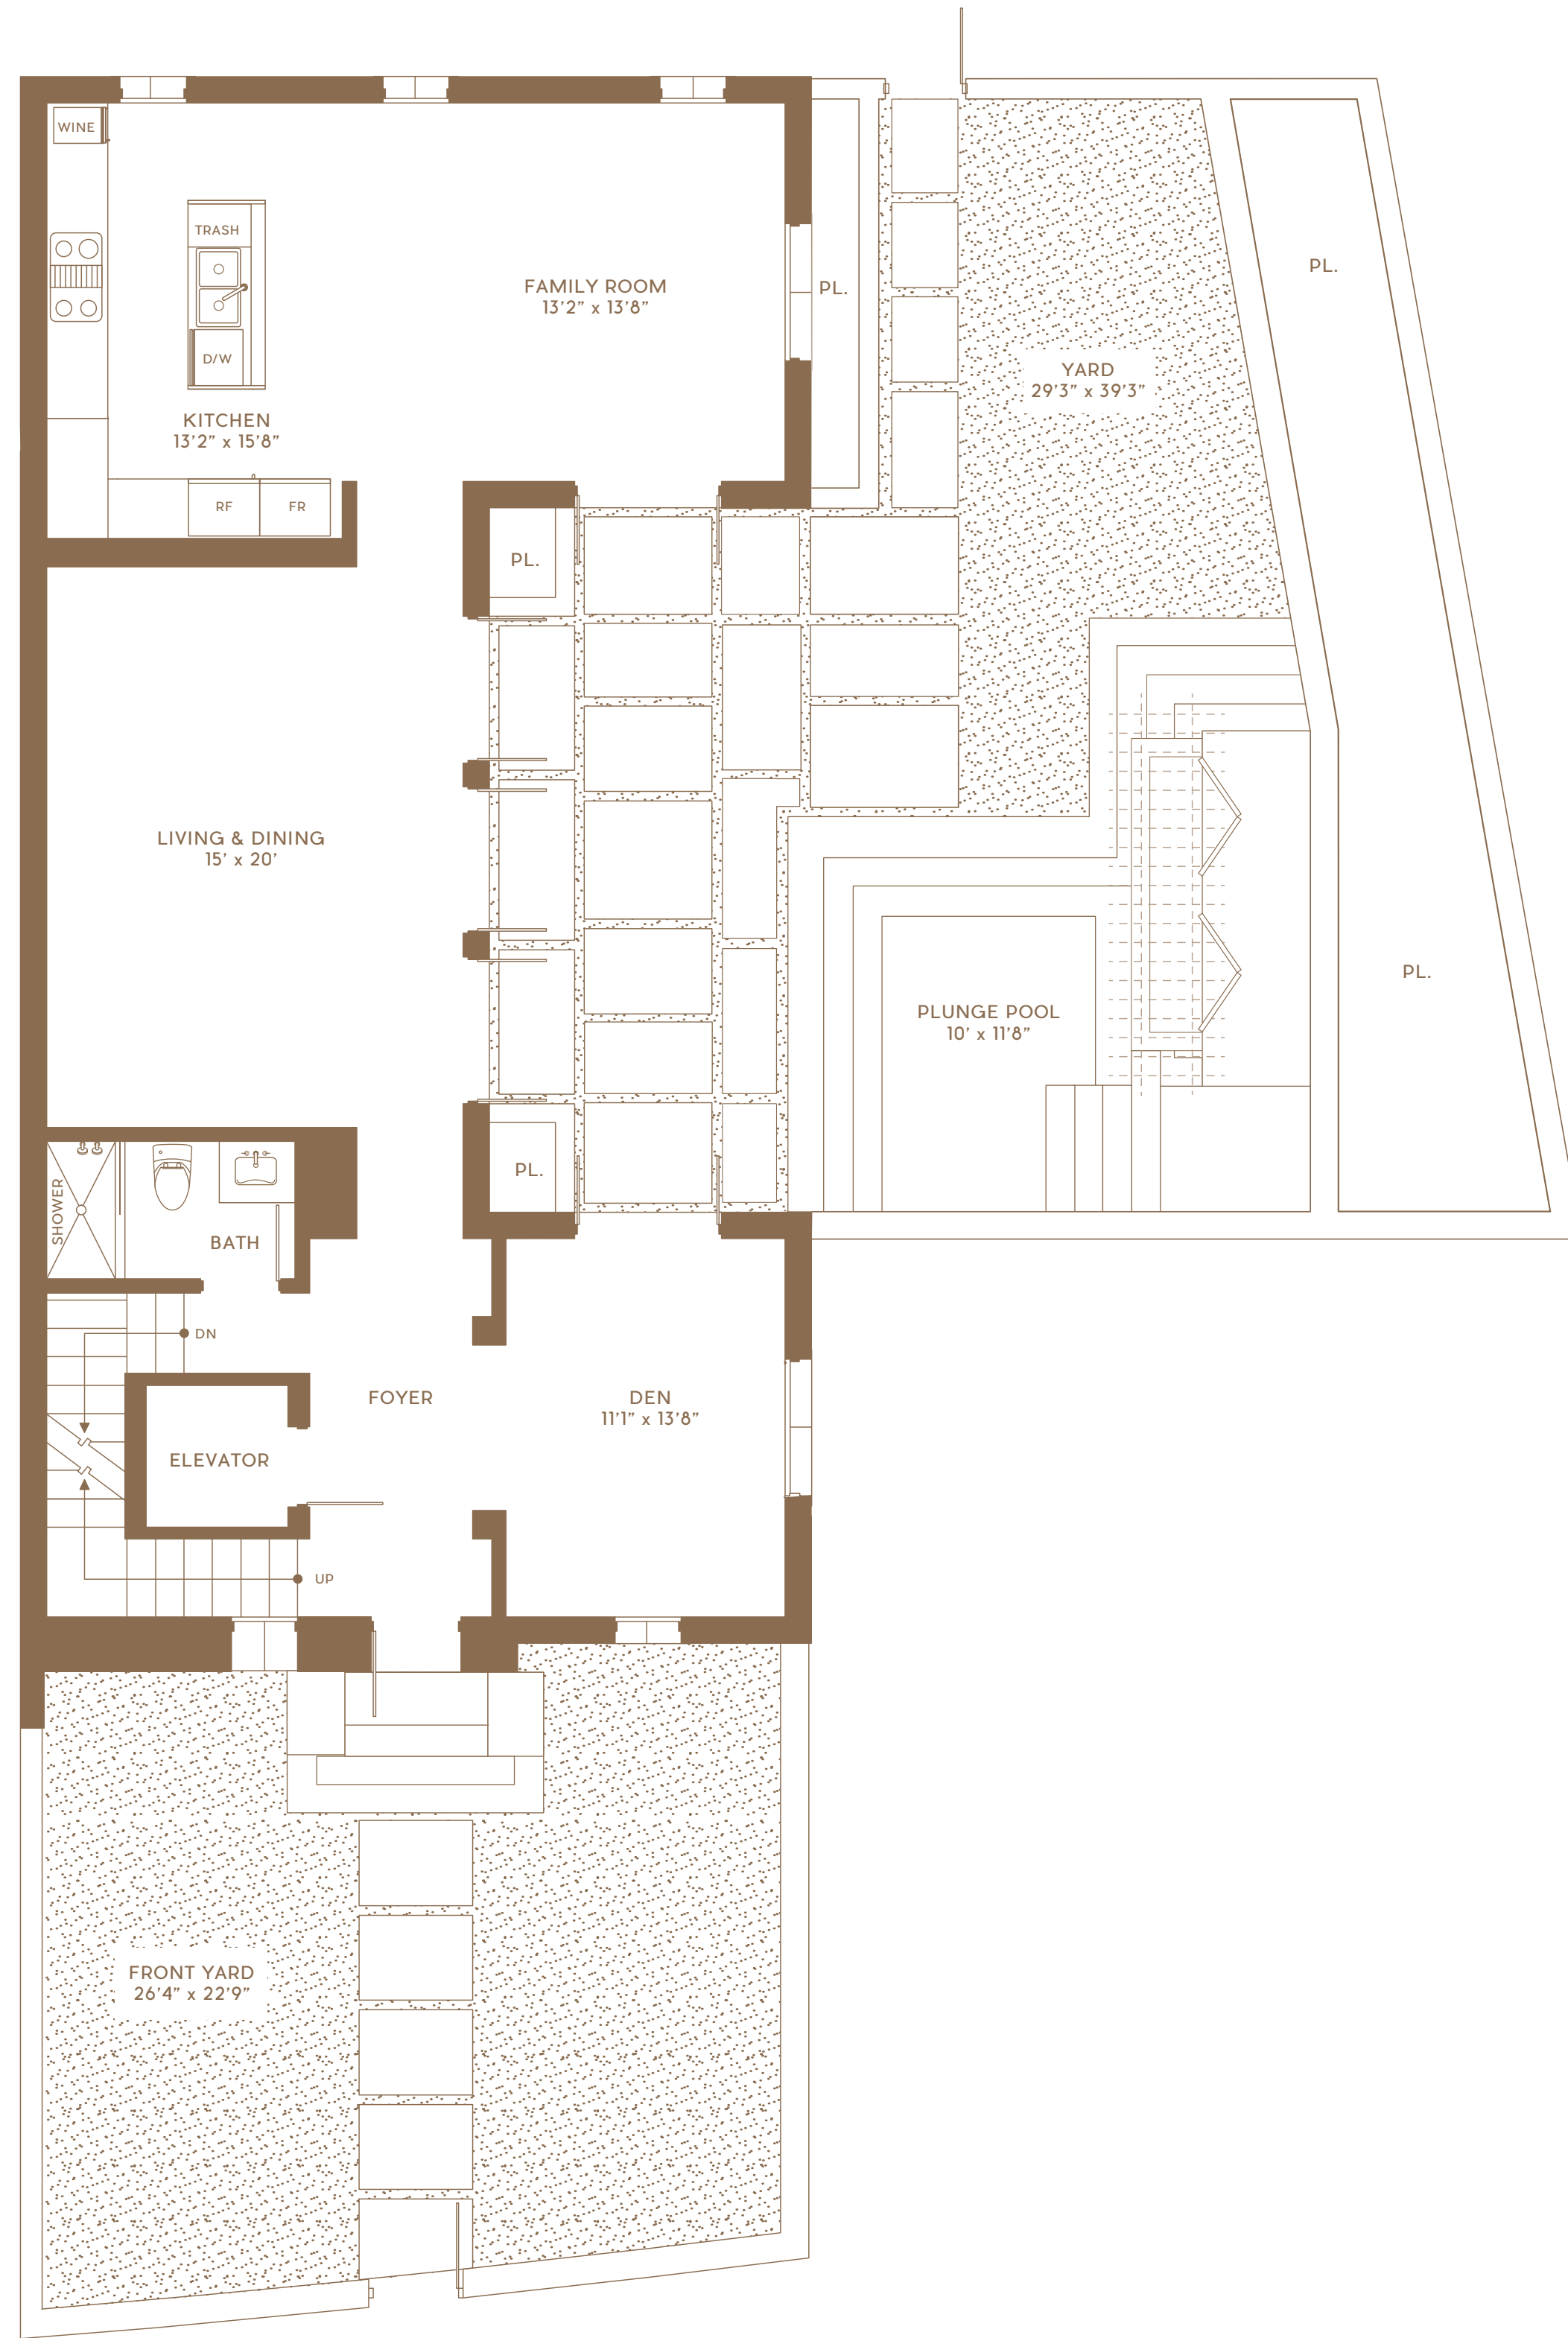 WINE
TRASH
PL.
FAMILY ROOM
13'2” x 13'8”
PL.
D/W
YARD
29'3” x 39'3”
KITCHEN
13'2” x 15'8”
RF
FR
PL.
LIVING & DINING
15' x 20'
PL.
PLUNGE POOL
10' x 11'8”
PL.
SHOWER
BATH
DN
FOYER
DEN
11'1” x 13'8”
ELEVATOR
UP
FRONT YARD
26'4” x 22'9”